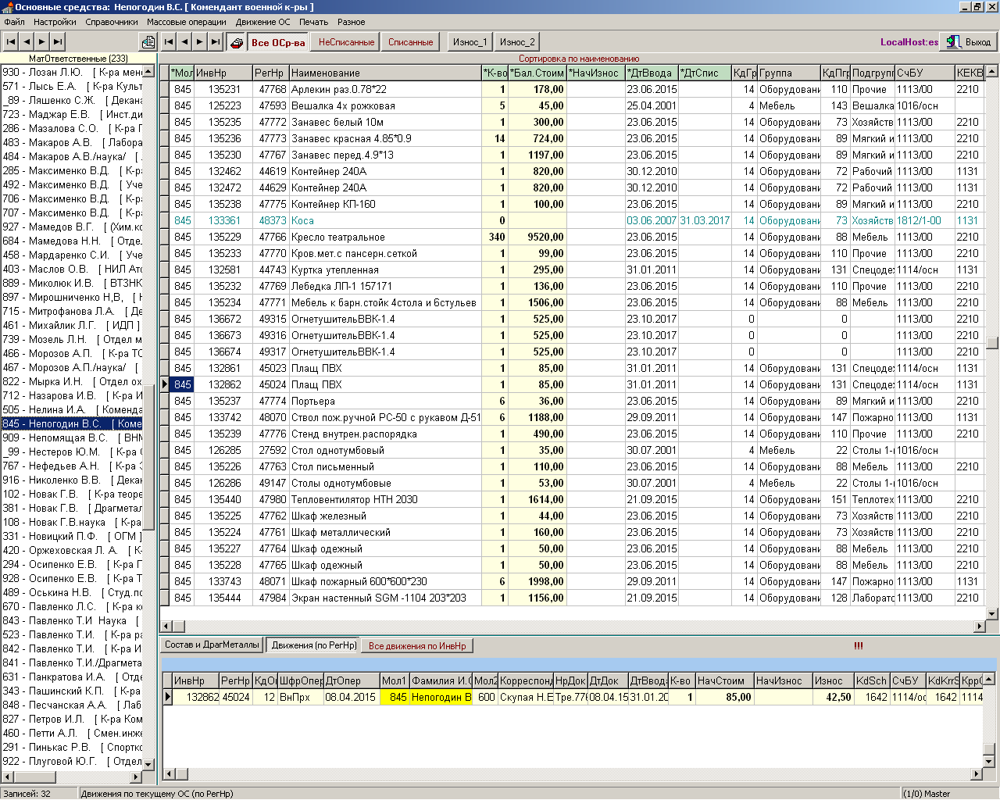 Основные средства: Непогодин В.С. [ Комендант военной к-ры ]
Файл Настройки Справочники Массовые операции Движение ОС Печать Разное
Все ОСр-ва НеСписанные Списанные Износ_1 Износ_2 LocalHost:es Выход
МатОтветственные (233)
930 - Лозан Л.Ю. [ К-ра мен
571 - Лысь Е.А. [ К-ра Культ
_89 - Ляшенко С.Ж. [ Декана
723 - Маджар Е.В. [ Инст.ди
286 - Мазалова С.О. [ К-ра Г
483 - Макаров А.В. [ Лабора
484 - Макаров А.В./наука/ [
285 - Максименко В.Д. [ К-ра
492 - Максименко В.Д. [ Уче
706 - Максименко В.Д. [ К-ра
707 - Максименко В.Д. [ К-ра
927 - Мамедов В.Г. [ (Хим.ко
684 - Мамедова Н.Н. [ Отде
458 - Мардаренко С.И. [ Уче
403 - Маслов О.В. [ НИЛ Ато
889 - Миколюк И.В. [ ВТЗНК
897 - Мирошниченко Н,В, [
715 - Митрофанова Л.А. [ Де
461 - Михайлик Л.Г. [ ИДП ]
739 - Мозель Л.Н. [ Отдел м
466 - Морозов А.П. [ К-ра ТО
467 - Морозов А.П./наука/ [
822 - Мырка И.Н. [ Отдел ох
712 - Назарова И.В. [ К-ра И
505 - Нелина И.А. [ Коменда
845 - Непогодин В.С. [ Коме
909 - Непомящая В.С. [ ВНМ
_99 - Нестеров Ю.М. [ К-ра
767 - Нефедьев А.Н. [ К-ра
916 - Николенко В.В. [ Декан
102 - Новак Г.В. [ К-ра теоре
381 - Новак Г.В. [ Драгметал
108 - Новак Г.В.наука [ К-ра
331 - Новицкий П.Ф. [ ОГМ ]
420 - Оржеховская Л. А. [ К-
294 - Осипенко Е.В. [ К-ра Г
928 - Осипенко Е.В. [ К-ра Т
489 - Оськина Н.В. [ Студ.по
670 - Павленко Л.С. [ К-ра к
843 - Павленко Т.И Наука [
523 - Павленко Т.И. [ К-ра ра
842 - Павленко Т.И. [ К-ра И
841 - Павленко Т.И./Драгмета
631 - Панкратова И.А. [ Отде
343 - Пашинский К.П. [ К-ра
848 - Песчанская А.А. [ Лаб
827 - Петров И.Л. [ К-ра Ком
460 - Петти А.Л. [ Смен.инже
291 - Пинькас Р.В. [ Спортко
922 - Плуговой Ю.Г. [ Отдел
Сортировка по наименованию
*Мол ИнвНр РегНр Наименование *К-во *Бал.Стоим *НачИзнос *ДтВвода *ДтСпис КдГр Группа КдПгр Подгрупп СчБУ КЕКВ
845 135231 47768 Арлекин раз.0.78*22 1 178,00 23.06.2015 14 Оборудовани 110 Прочие 1113/00 2210
845 125223 47593 Вешалка 4х рожковая 5 45,00 25.04.2001 4 Мебель 143 Вешалка 1016/осн
845 135235 47772 Занавес белый 10м 1 300,00 23.06.2015 14 Оборудовани 73 Хозяйств 1113/00 2210
845 135236 47773 Занавес красная 4.85*0.9 14 724,00 23.06.2015 14 Оборудовани 89 Мягкий и 1113/00 2210
845 135230 47767 Занавес перед.4.9*13 1 1197,00 23.06.2015 14 Оборудовани 89 Мягкий и 1113/00 2210
845 132462 44619 Контейнер 240А 1 820,00 30.12.2010 14 Оборудовани 72 Рабочий 1113/00 1131
845 132472 44629 Контейнер 240А 1 820,00 30.12.2010 14 Оборудовани 72 Рабочий 1113/00 1131
845 135238 47775 Контейнер КП-160 1 100,00 23.06.2015 14 Оборудовани 89 Мягкий и 1113/00 2210
845 133361 48373 Коса 0 03.06.2007 31.03.2017 14 Оборудовани 73 Хозяйств 1812/1-00 1131
845 135229 47766 Кресло театральное 340 9520,00 23.06.2015 14 Оборудовани 88 Мебель 1113/00 2210
845 135233 47770 Кров.мет.с пансерн.сеткой 1 99,00 23.06.2015 14 Оборудовани 110 Прочие 1113/00 2210
845 132581 44743 Куртка утепленная 1 295,00 31.01.2011 14 Оборудовани 131 Спецодеж 1114/осн 1131
845 135232 47769 Лебедка ЛП-1 157171 1 136,00 23.06.2015 14 Оборудовани 110 Прочие 1113/00 2210
845 135234 47771 Мебель к барн.стойк 4стола и 6стульев 1 1506,00 23.06.2015 14 Оборудовани 88 Мебель 1113/00 2210
845 136672 49315 ОгнетушительВВК-1.4 1 525,00 23.10.2017 0 0 1113/00 2210
845 136673 49316 ОгнетушительВВК-1.4 1 525,00 23.10.2017 0 0 1113/00 2210
845 136674 49317 ОгнетушительВВК-1.4 1 525,00 23.10.2017 0 0 1113/00 2210
845 132861 45023 Плащ ПВХ 1 85,00 31.01.2011 14 Оборудовани 131 Спецодеж 1114/осн 1131
845 132862 45024 Плащ ПВХ 1 85,00 31.01.2011 14 Оборудовани 131 Спецодеж 1114/осн 1131
845 135237 47774 Портьера 6 36,00 23.06.2015 14 Оборудовани 89 Мягкий и 1113/00 2210
845 133742 48070 Ствол пож.ручной РС-50 с рукавом Д-51 6 1188,00 29.09.2011 14 Оборудовани 147 Пожарно 1113/00 1131
845 135239 47776 Стенд внутрен.распорядка 1 490,00 23.06.2015 14 Оборудовани 110 Прочие 1113/00 2210
845 126285 27592 Стол однотумбовый 1 35,00 30.07.2001 4 Мебель 22 Столы 1-т 1016/осн
845 135226 47763 Стол письменный 1 110,00 23.06.2015 14 Оборудовани 88 Мебель 1113/00 2210
845 126286 49147 Столы однотумбовые 1 53,00 30.07.2001 4 Мебель 22 Столы 1-т 1016/осн
845 135440 47980 Тепловентилятор НТН 2030 1 1614,00 21.09.2015 14 Оборудовани 151 Теплотех 1113/00 2210
845 135225 47762 Шкаф железный 1 44,00 23.06.2015 14 Оборудовани 73 Хозяйств 1113/00 2210
845 135224 47761 Шкаф металлический 1 160,00 23.06.2015 14 Оборудовани 73 Хозяйств 1113/00 2210
845 135227 47764 Шкаф одежный 1 50,00 23.06.2015 14 Оборудовани 88 Мебель 1113/00 2210
845 135228 47765 Шкаф одежный 1 50,00 23.06.2015 14 Оборудовани 88 Мебель 1113/00 2210
845 133743 48071 Шкаф пожарный 600*600*230 6 1998,00 29.09.2011 14 Оборудовани 147 Пожарно 1113/00 1131
845 135444 47984 Экран настенный SGM -1104 203*203 1 1156,00 21.09.2015 14 Оборудовани 128 Лаборато 1113/00 2210
Состав и ДрагМеталлы Движения (по РегНр) Все движения по ИнвНр !!!
ИнвНр РегНр КдОп ШфрОпер ДтОпер Мол1 Фамилия И.О Мол2 Корреспонд НрДок ДтДок ДтВвода К-во НачСтоим НачИзнос Износ KdSch СчБУ KdKrrS КррС
132862 45024 12 ВнПрх 08.04.2015 845 Непогодин В 600 Скупая Н.Е Тре.776 08.04.15 31.01.20 1 85,00 42,50 1642 1114/ос 1642 1114
Записей: 32 Движения по текущему ОС (по РегНр) (1/0) Master